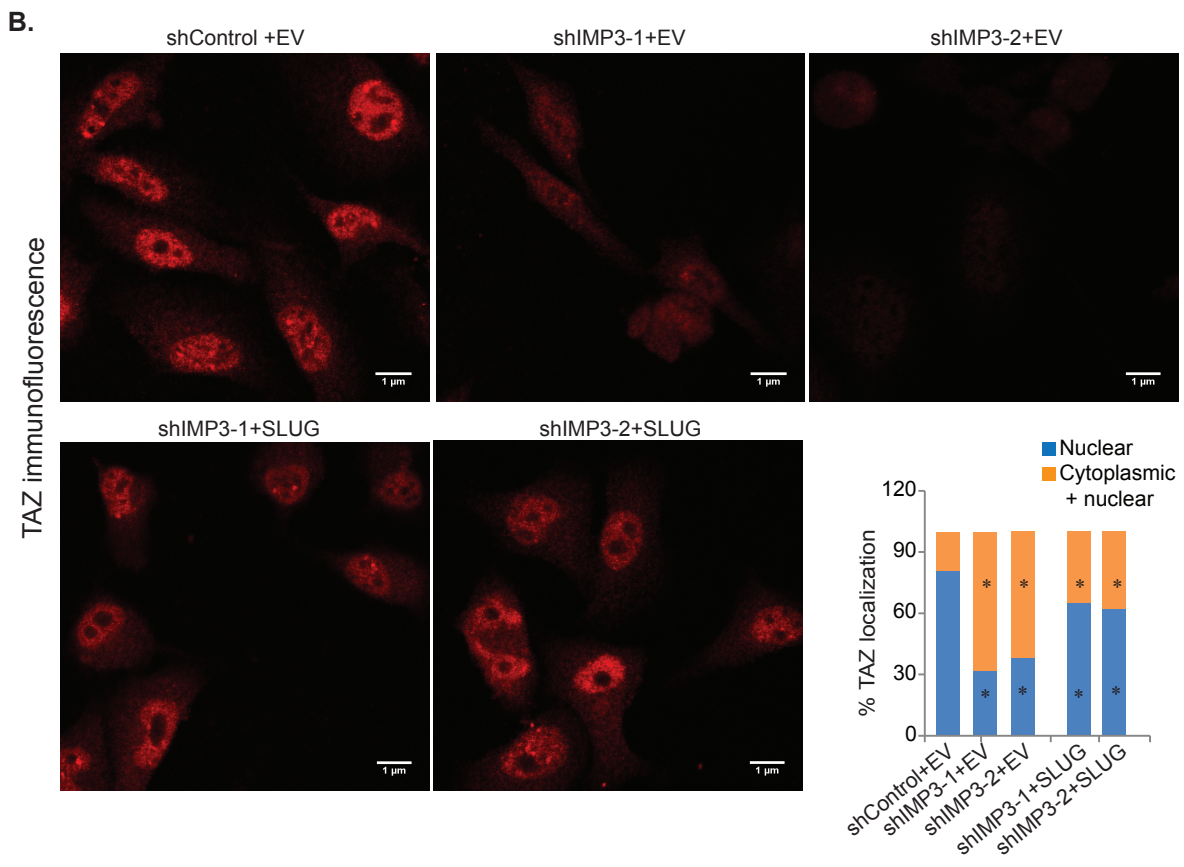 B.
shControl +EV
shIMP3-1+EV
shIMP3-2+EV
TAZ immunofluorescence
1 µm
1 µm
1 µm
shIMP3-1+SLUG
shIMP3-2+SLUG
1 µm
1 µm
Nuclear
Cytoplasmic
+ nuclear
% TAZ localization
120
90
60
30
0
* * * *
* * * *
shControl+EV
shIMP3-1+EV
shIMP3-2+EV
shIMP3-1+SLUG
shIMP3-2+SLUG